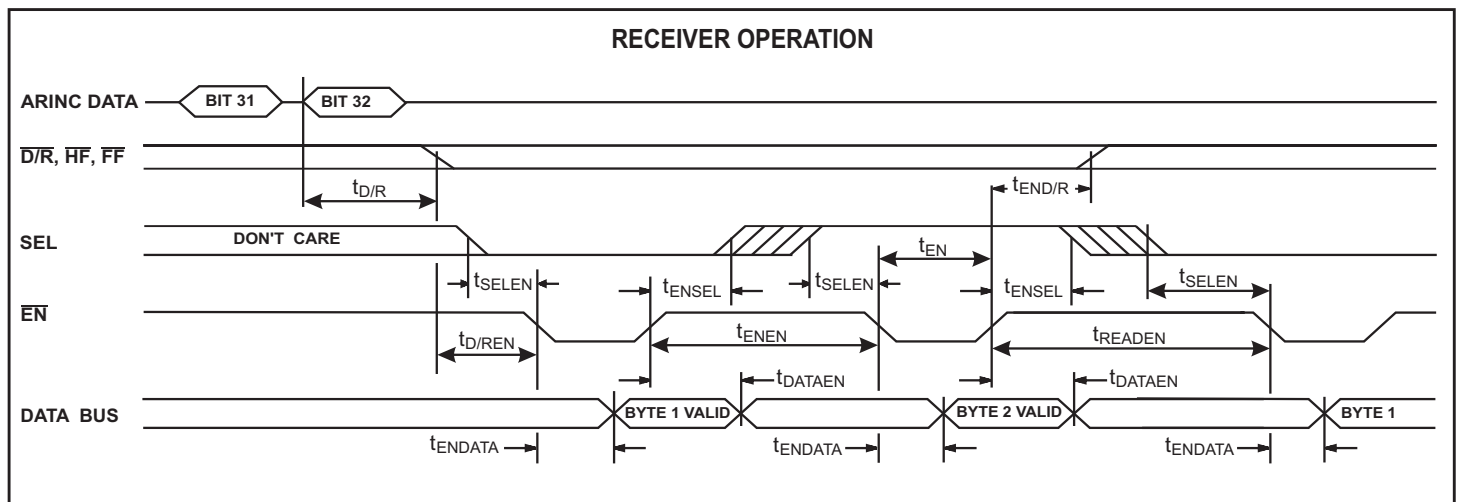 RECEIVER OPERATION
ARINC DATA BIT 31 BIT 32
D/R, HF, FF
tD/R tEND/R
SEL DON'T CARE
tEN
tSELEN tENSEL tSELEN tENSEL tSELEN
EN
tD/REN tENEN tREADEN
tDATAEN tDATAEN
DATA BUS BYTE 1 VALID BYTE 2 VALID BYTE 1
tENDATA tENDATA tENDATA